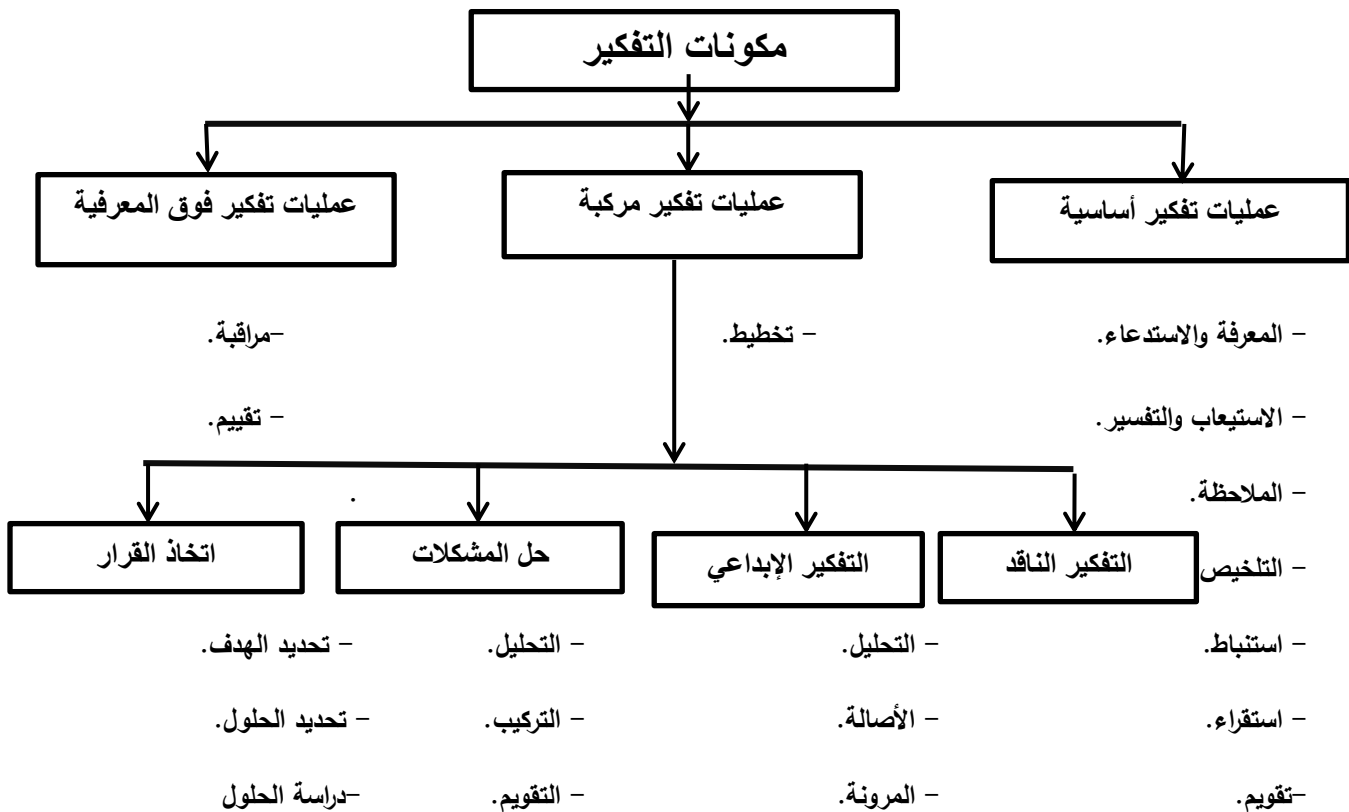 مكونات التفكير
عمليات تفكير أساسية
عمليات تفكير مركبة
عمليات تفكير فوق المعرفية
– المعرفة والاستدعاء.
– تخطيط.
–مراقبة.
– الاستيعاب والتفسير.
– تقييم.
– الملاحظة.
.
– التلخيص
التفكير الناقد
التفكير الإبداعي
حل المشكلات
اتخاذ القرار
– استنباط.
– التحليل.
– التحليل.
– تحديد الهدف.
– استقراء.
– الأصالة.
– التركيب.
– تحديد الحلول.
–تقويم.
– المرونة.
– التقويم.
–دراسة الحلول